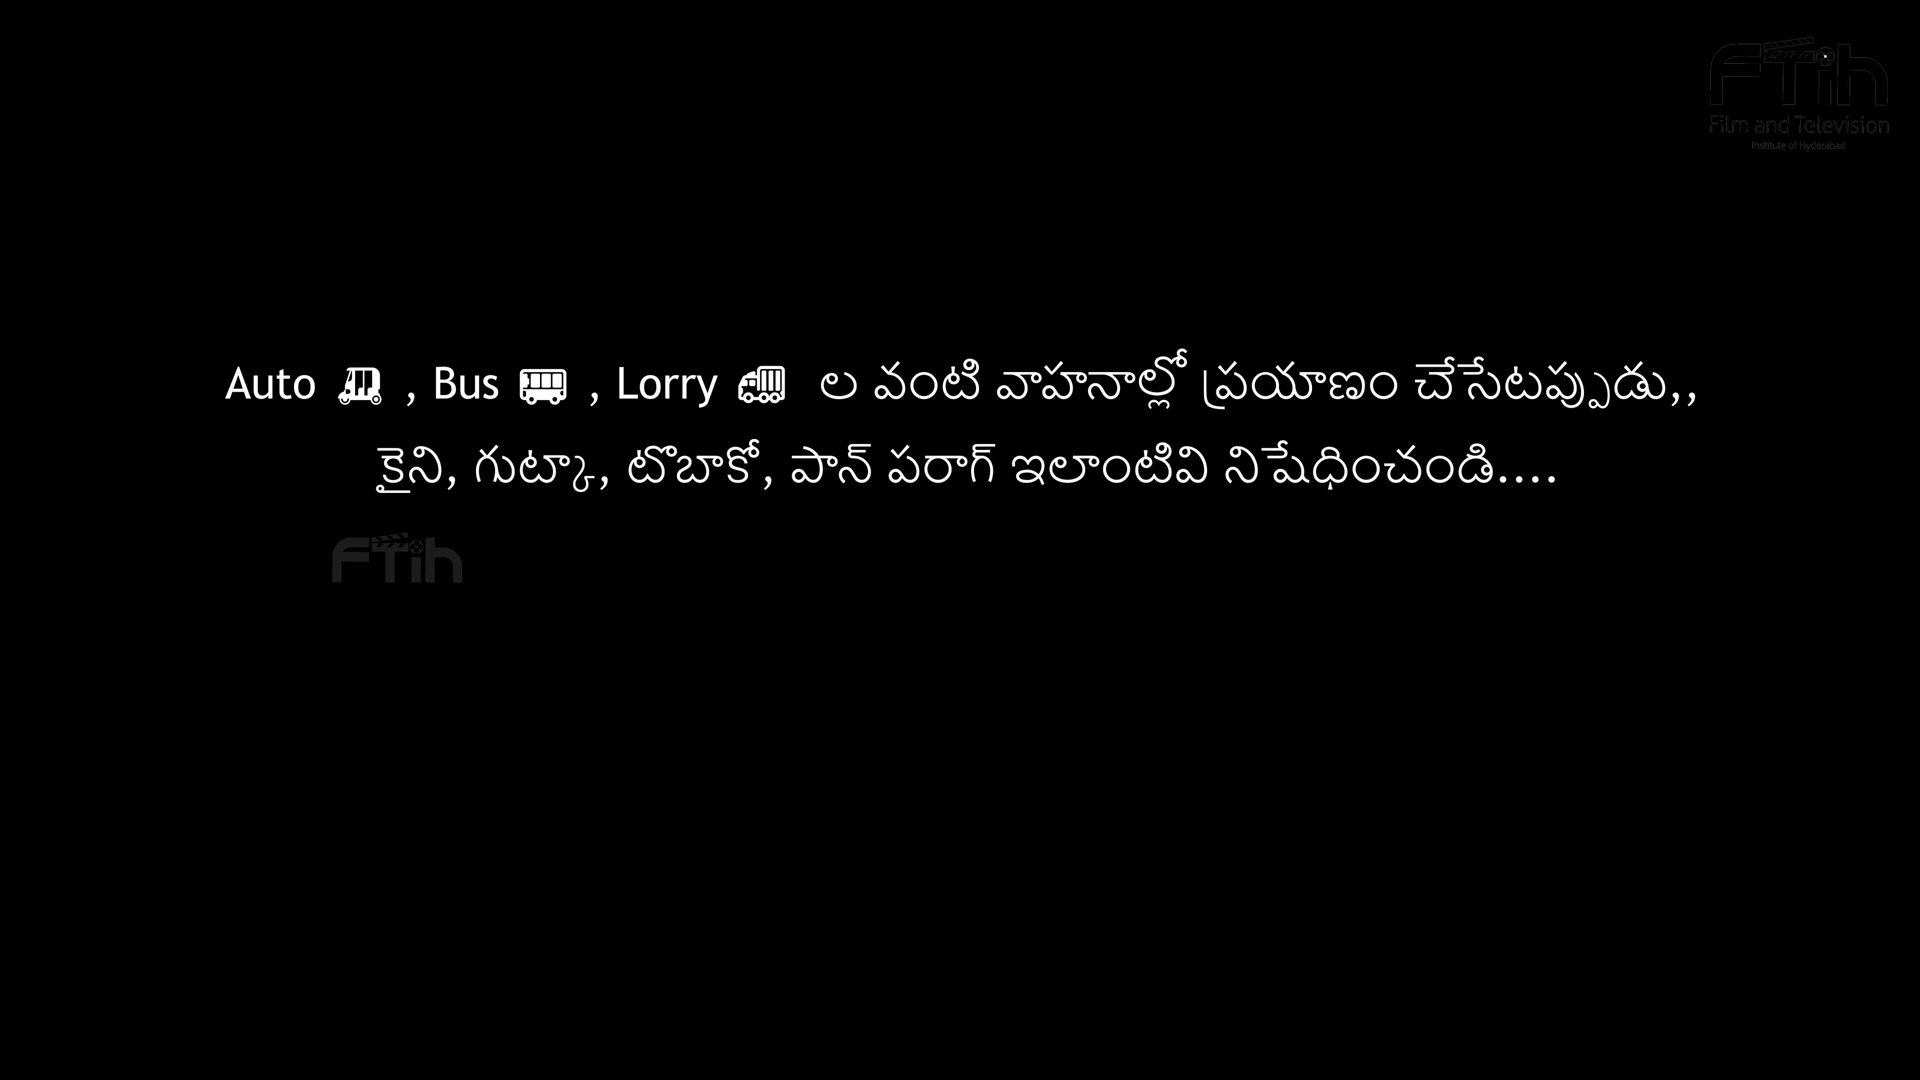 FTih
Film and Television
Institute of Hyderabad
Auto , Bus , Lorry ల వంటి వాహనాల్లో ప్రయాణం చేసేటప్పుడు,,
కైని, గుట్కా, టొబాకో, పాన్ పరాగ్ ఇలాంటివి నిషేధించండి....
FTih